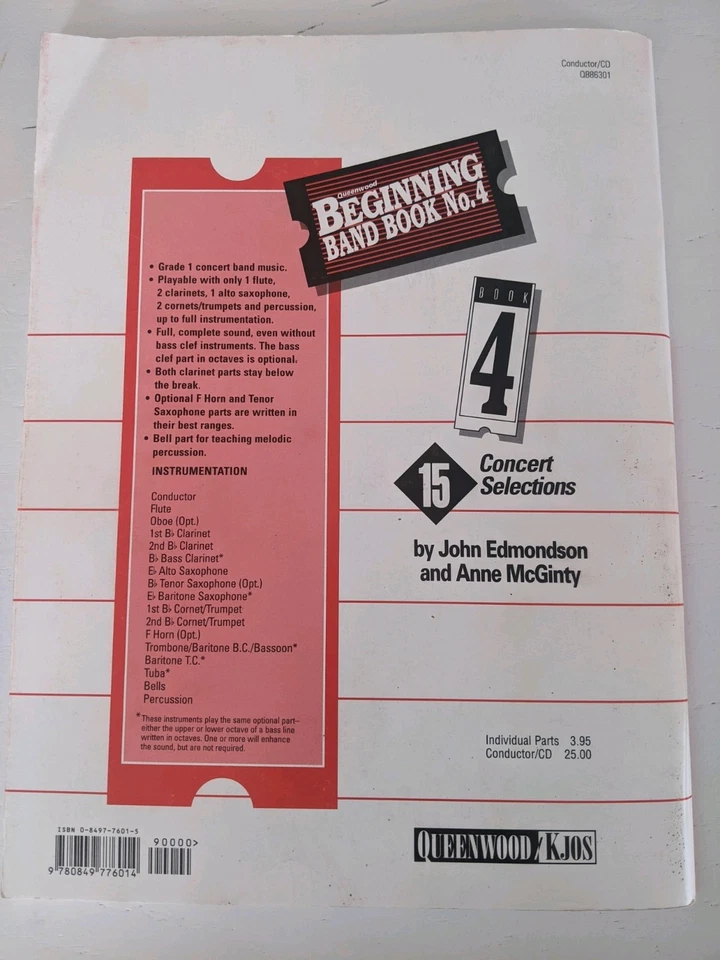 Conductor/CD
QB86301
Queenwood
BEGINNING
BAND BOOK No. 4
• Grade 1 concert band music.
• Playable with only 1 flute,
2 clarinets, 1 alto saxophone,
2 cornets/trumpets and percussion,
up to full instrumentation.
• Full, complete sound, even without
bass clef instruments. The bass
clef part in octaves is optional.
• Both clarinet parts stay below
the break.
• Optional F Horn and Tenor
Saxophone parts are written in
their best ranges.
• Bell part for teaching melodic
percussion.
INSTRUMENTATION
Conductor
Flute
Oboe (Opt.)
1st B♭ Clarinet
2nd B♭ Clarinet
B♭ Bass Clarinet*
E♭ Alto Saxophone
B♭ Tenor Saxophone (Opt.)
E♭ Baritone Saxophone*
1st B♭ Cornet/Trumpet
2nd B♭ Cornet/Trumpet
F Horn (Opt.)
Trombone/Baritone B.C./Bassoon*
Baritone T.C.*
Tuba*
Bells
Percussion
*These instruments play the same optional part–
either the upper or lower octave of a bass line
written in octaves. One or more will enhance
the sound, but are not required.
BOOK
4
15
Concert
Selections
by John Edmondson
and Anne McGinty
Individual Parts 3.95
Conductor/CD 25.00
ISBN 0-8497-7601-5
90000>
9 780849 776014
QUEENWOOD/KJOS